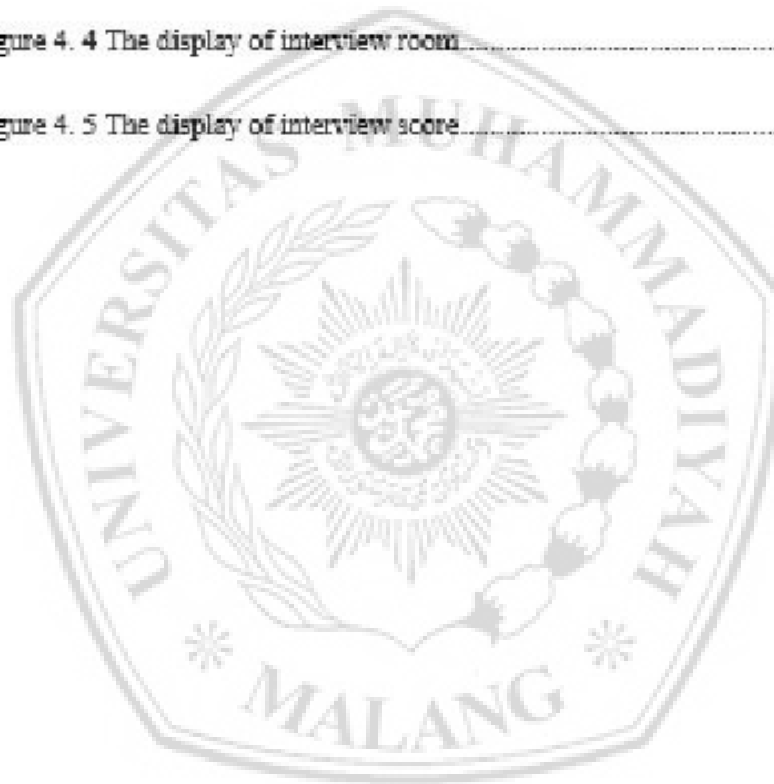 gure 4. 4 The display of interview room
gure 4. 5 The display of interview score
UNIVERSITAS MUHAMMADIYAH
MALANG